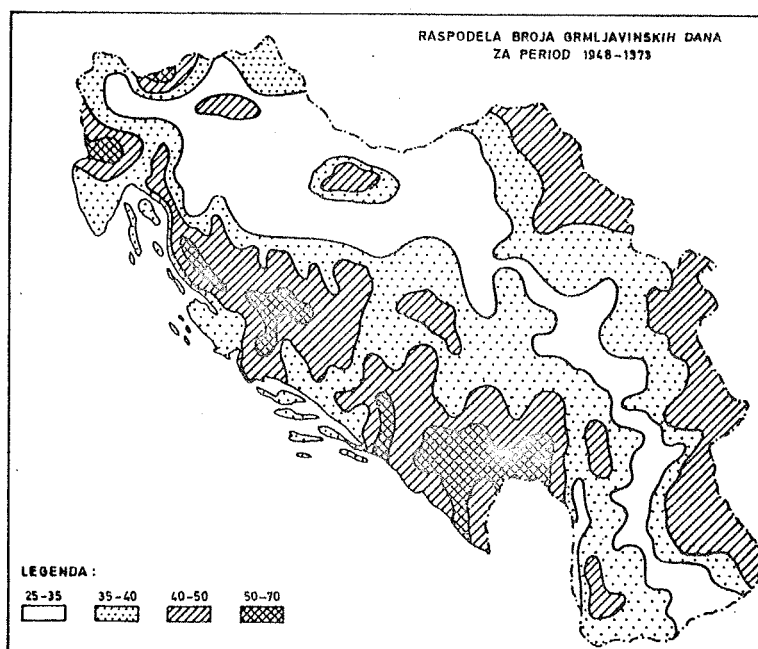 RASPODELA BROJA GRMLJAVINSKIH DANA
ZA PERIOD 1948-1973
LEGENDA :
25-35 35-40 40-50 50-70